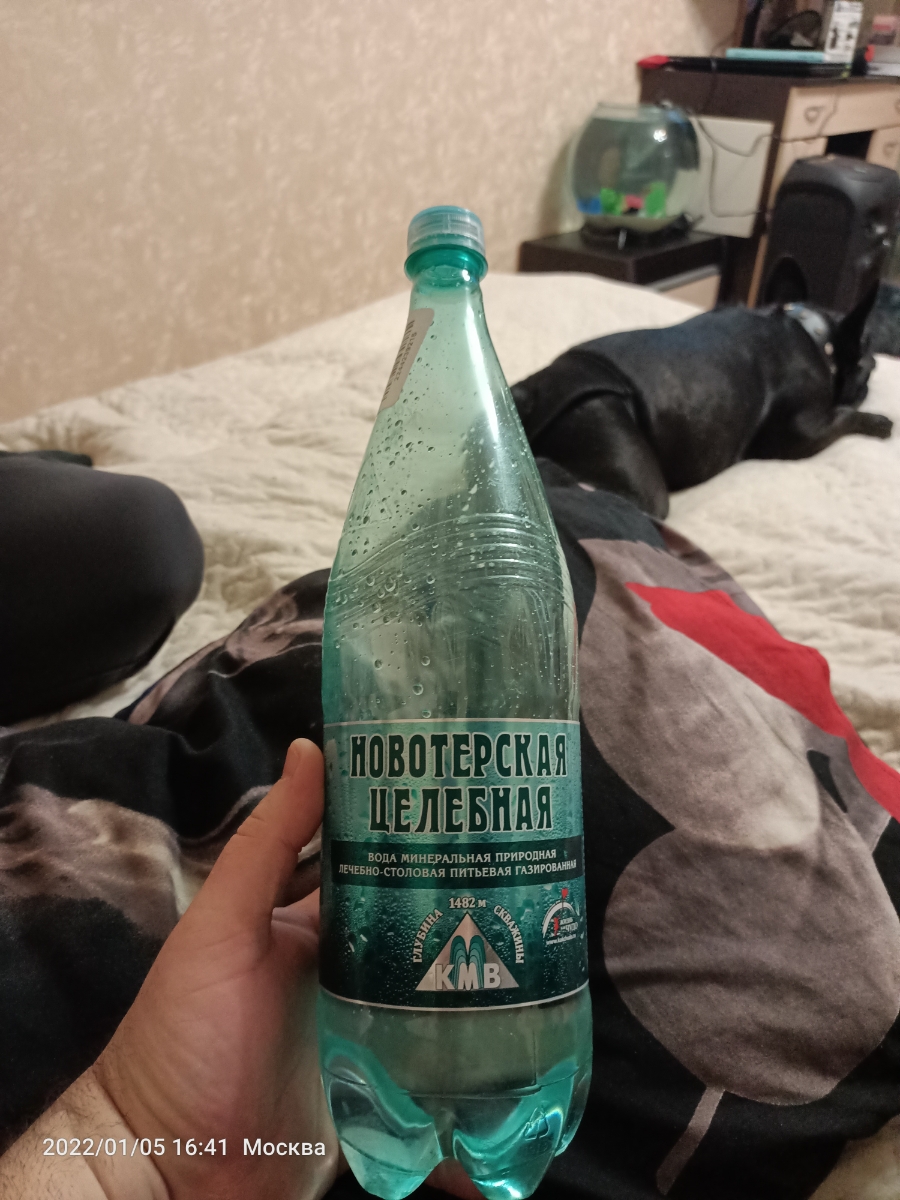 НОВОТЕРСКАЯ
ЦЕЛЕБНАЯ
ВОДА МИНЕРАЛЬНАЯ ПРИРОДНАЯ
ЛЕЧЕБНО-СТОЛОВАЯ ПИТЬЕВАЯ ГАЗИРОВАННАЯ
ГЛУБИНА 1482 м СКВАЖИНЫ
КМВ
2022/01/05 16:41 Москва